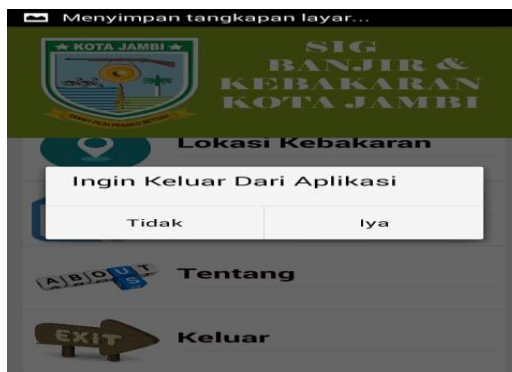 Menyimpan tangkapan layar...
KOTA JAMBI
SIG
BANJIR &
KEBAKARAN
KOTA JAMBI
Lokasi Kebakaran
Ingin Keluar Dari Aplikasi
Tidak
Iya
ABOUT
US
Tentang
EXIT
Keluar